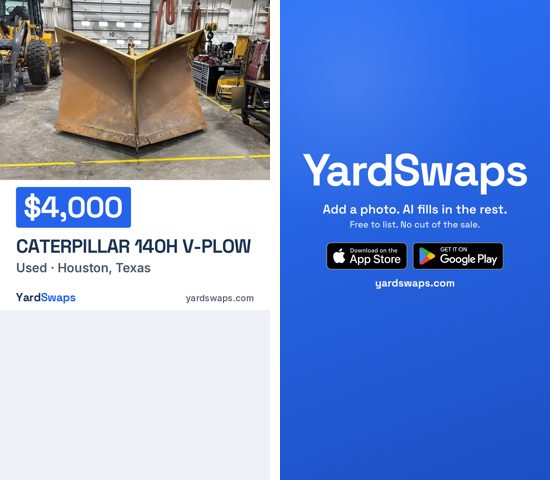 10
$4,000
CATERPILLAR 140H V-PLOW
Used · Houston, Texas
YardSwaps
yardswaps.com
YardSwaps
Add a photo. AI fills in the rest.
Free to list. No cut of the sale.
Download on the
App Store
GET IT ON
Google Play
yardswaps.com